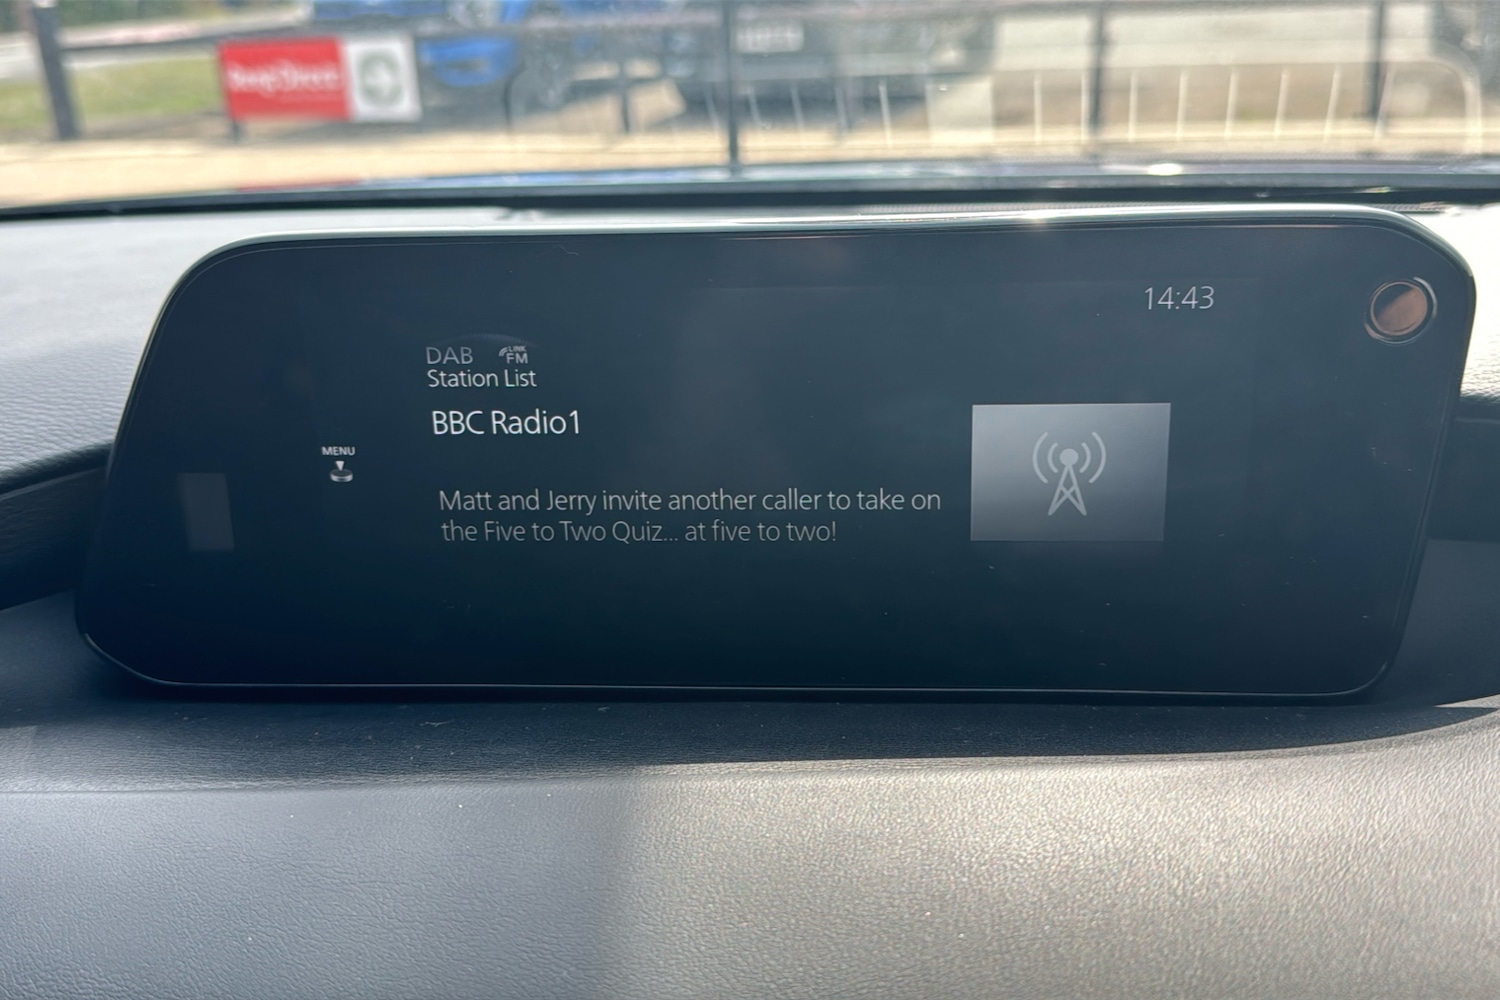 14:43
DAB LINK FM
Station List
BBC Radio1
MENU
Matt and Jerry invite another caller to take on
the Five to Two Quiz... at five to two!